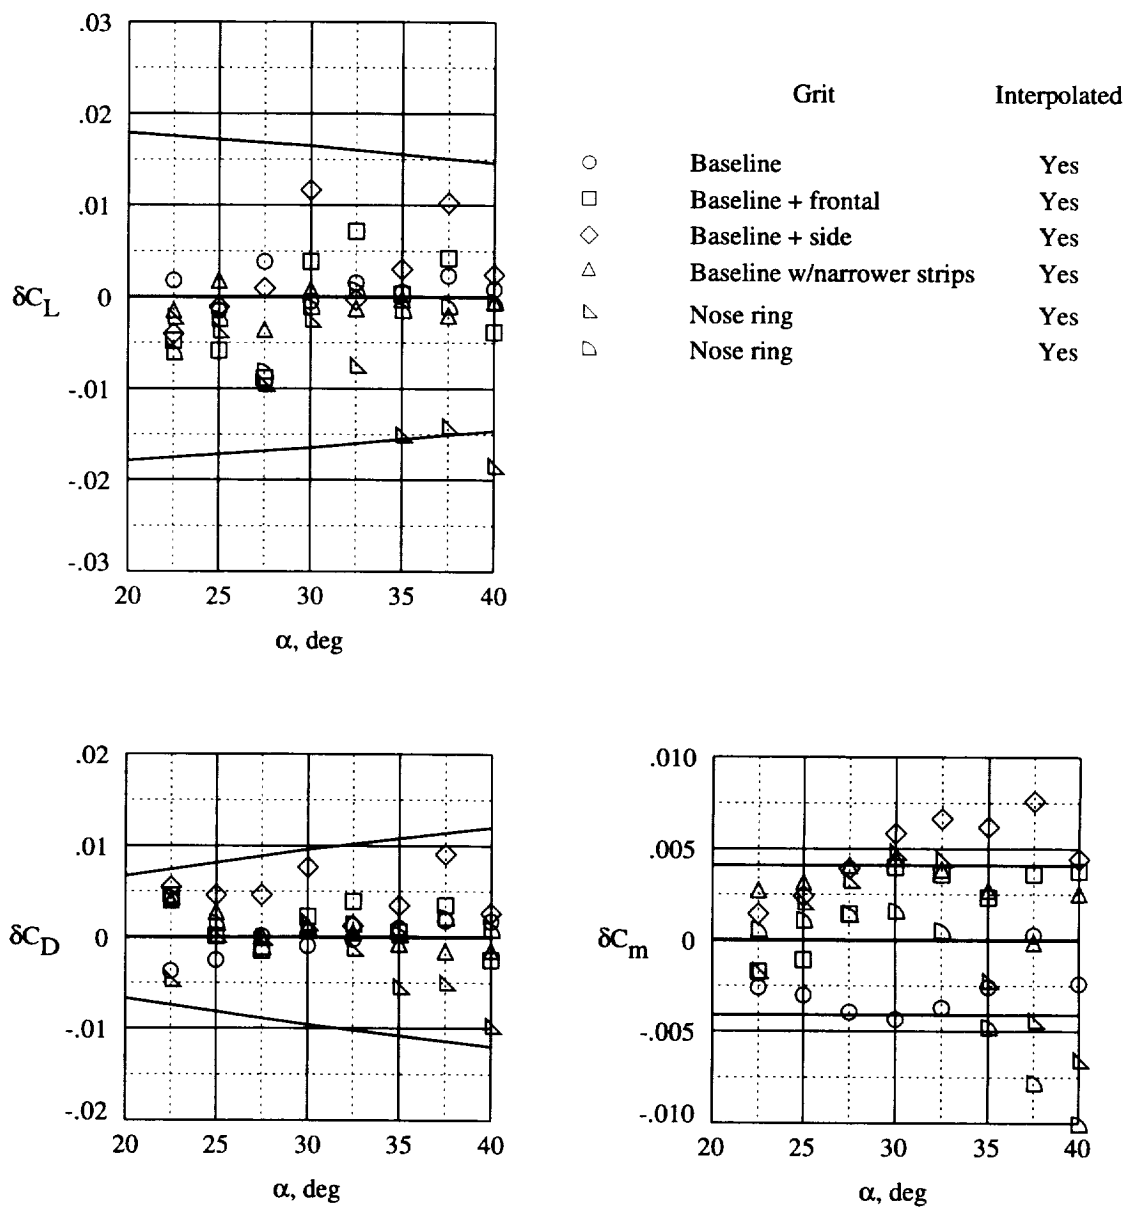 .03
.02
.01
0
-.01
-.02
-.03
δC_L
20 25 30 35 40
α, deg
Grit Interpolated
Baseline Yes
Baseline + frontal Yes
Baseline + side Yes
Baseline w/narrower strips Yes
Nose ring Yes
Nose ring Yes
.02
.01
0
-.01
-.02
δC_D
20 25 30 35 40
α, deg
.010
.005
0
-.005
-.010
δC_m
20 25 30 35 40
α, deg